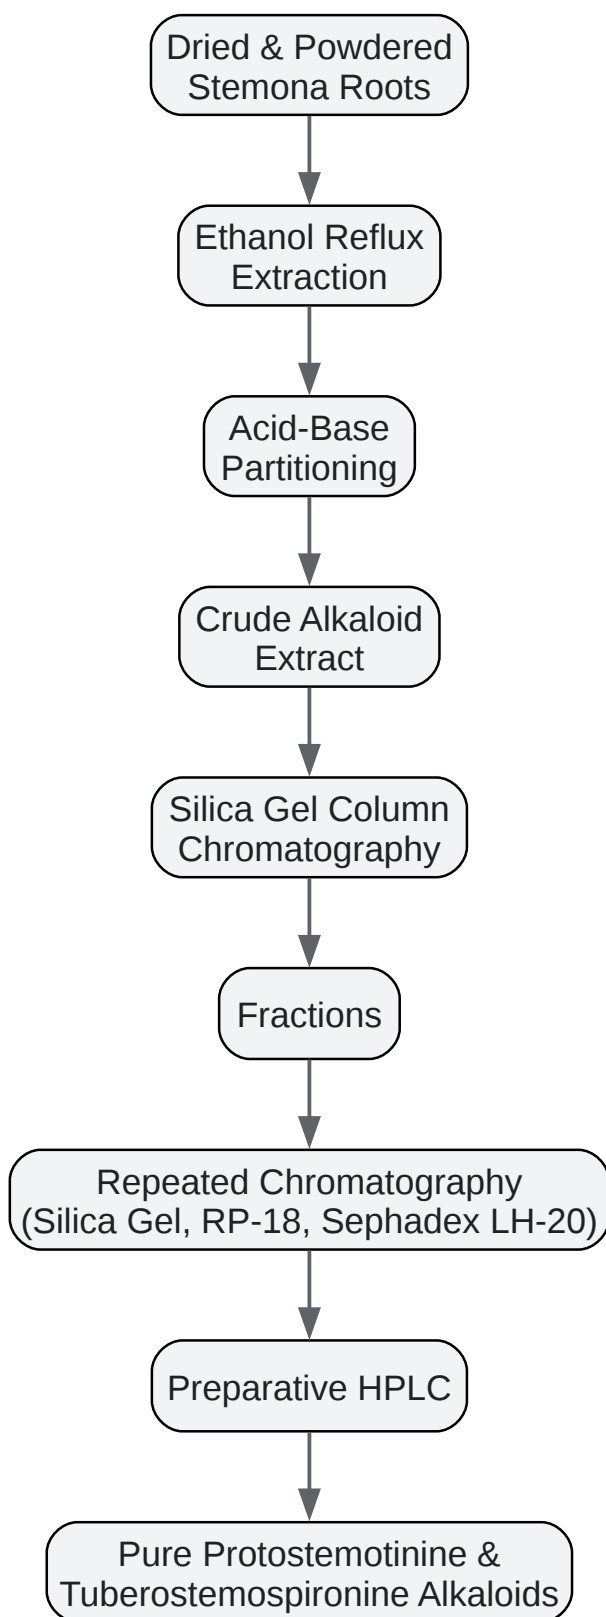 Dried & Powdered
Stemona Roots
Ethanol Reflux
Extraction
Acid-Base
Partitioning
Crude Alkaloid
Extract
Silica Gel Column
Chromatography
Fractions
Repeated Chromatography
(Silica Gel, RP-18, Sephadex LH-20)
Preparative HPLC
Pure Protostemotinine &
Tuberostemospironine Alkaloids